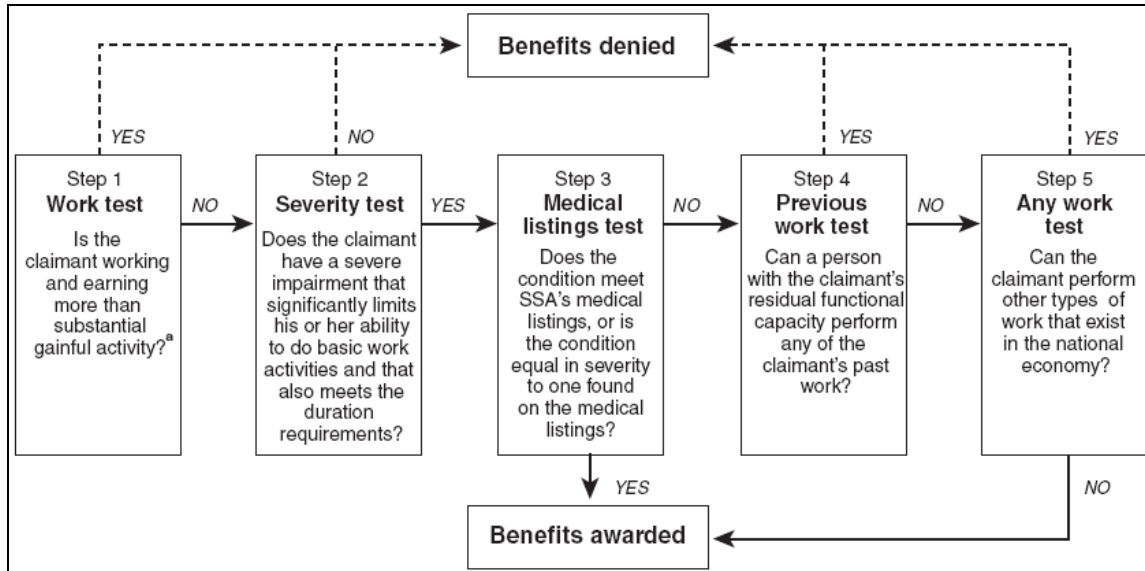 Benefits denied
YES
NO
YES
YES
Step 1
Work test
Is the
claimant working
and earning
more than
substantial
gainful activity?a
NO
Step 2
Severity test
Does the claimant
have a severe
impairment that
significantly limits
his or her ability
to do basic work
activities and that
also meets the
duration
requirements?
YES
Step 3
Medical
listings test
Does the
condition meet
SSA's medical
listings, or is
the condition
equal in severity
to one found
on the medical
listings?
NO
Step 4
Previous
work test
Can a person
with the claimant's
residual functional
capacity perform
any of the
claimant's past
work?
NO
Step 5
Any work
test
Can the
claimant perform
other types of
work that exist
in the national
economy?
YES
NO
Benefits awarded